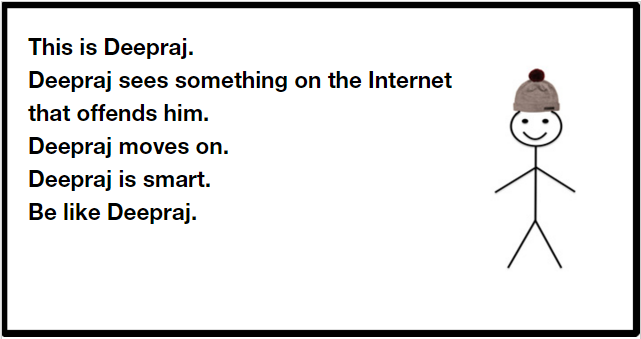 This is Deepraj.
Deepraj sees something on the Internet
that offends him.
Deepraj moves on.
Deepraj is smart.
Be like Deepraj.